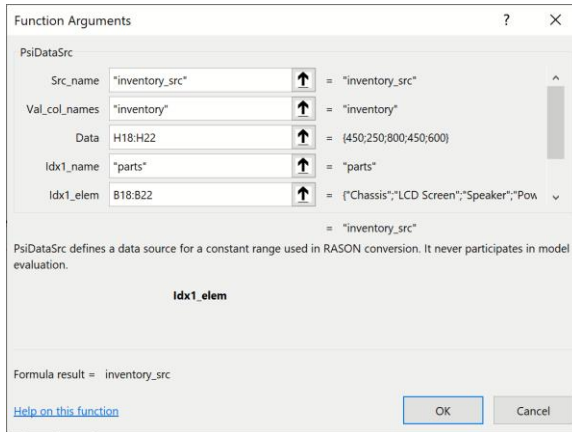 Function Arguments ? ✕
PsiDataSrc
Src_name "inventory_src" = "inventory_src"
Val_col_names "inventory" = "inventory"
Data H18:H22 = {450;250;800;450;600}
Idx1_name "parts" = "parts"
Idx1_elem B18:B22 = {"Chassis";"LCD Screen";"Speaker";"Pow
= "inventory_src"
PsiDataSrc defines a data source for a constant range used in RASON conversion. It never participates in model
evaluation.
Idx1_elem
Formula result = inventory_src
Help on this function OK Cancel